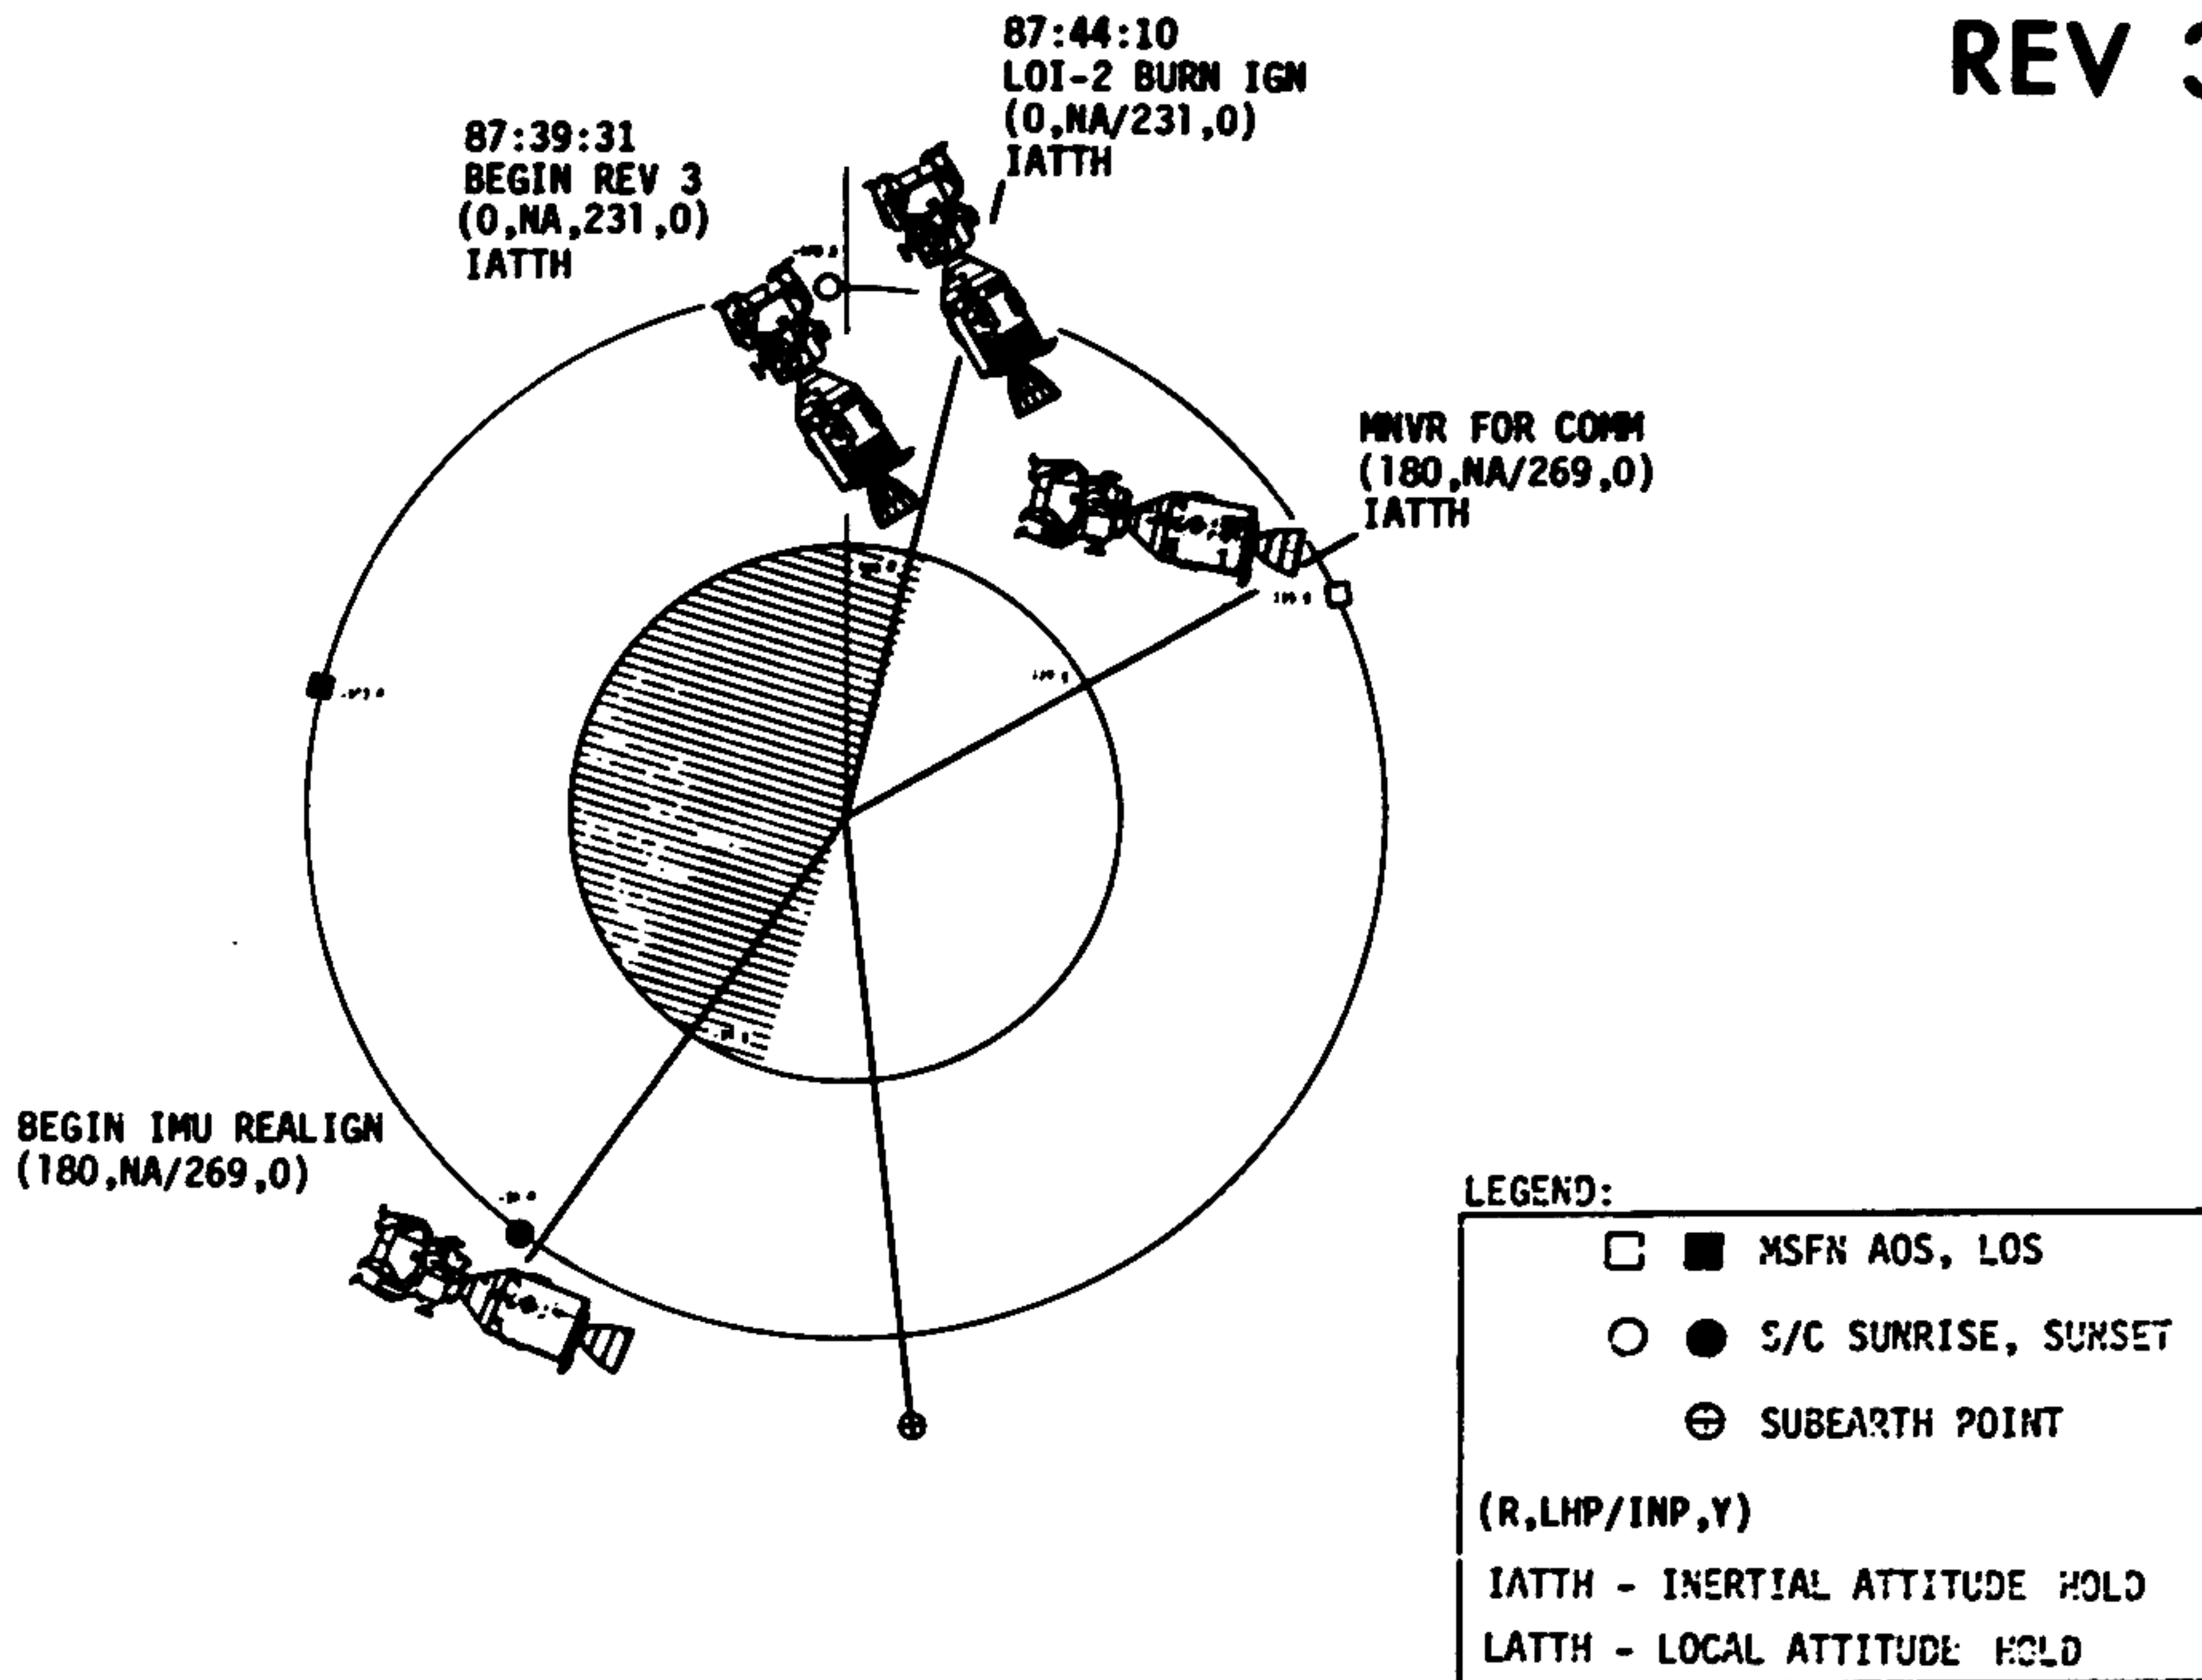 REV 3
87:44:10
LOI-2 BURN IGN
(0,NA/231,0)
IATTH
87:39:31
BEGIN REV 3
(0,NA,231,0)
IATTH
MNVR FOR COMM
(180,NA/269,0)
IATTH
BEGIN IMU REALIGN
(180,NA/269,0)
LEGEND:
MSFN AOS, LOS
S/C SUNRISE, SUNSET
SUBEARTH POINT
(R,LHP/INP,Y)
IATTH - INERTIAL ATTITUDE HOLD
LATTH - LOCAL ATTITUDE HOLD